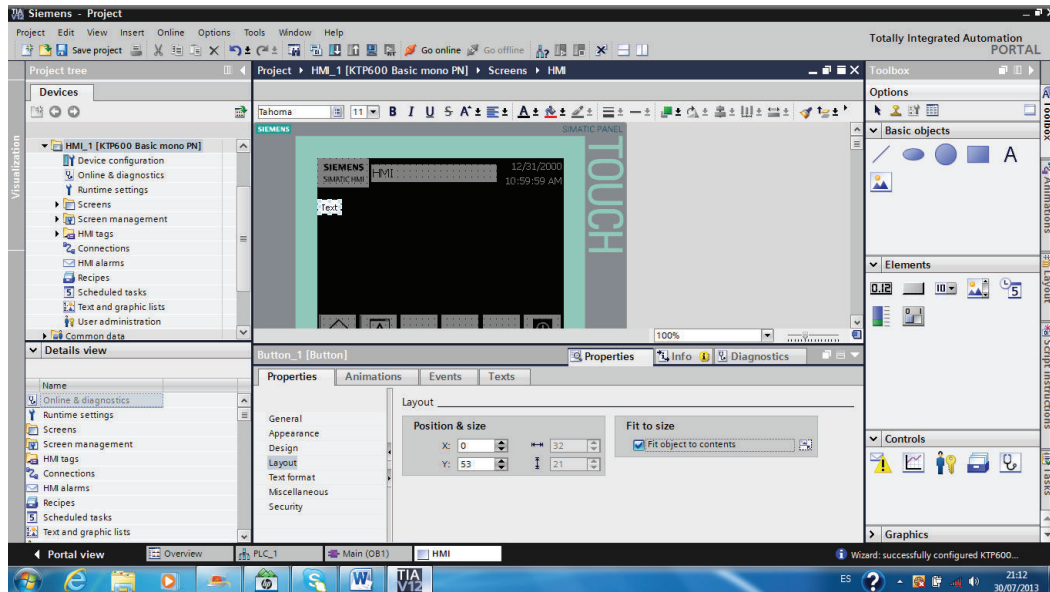 Siemens - Project
Project Edit View Insert Online Options Tools Window Help
Totally Integrated Automation
PORTAL
Save project Go online Go offline
Project tree
Project HMI_1 [KTP600 Basic mono PN] Screens HMI
Toolbox
Devices
Options
Tahoma 11 B I U S A
Visualization
HMI_1 [KTP600 Basic mono PN]
Device configuration
Online & diagnostics
Runtime settings
Screens
Screen management
HMI tags
Connections
HMI alarms
Recipes
Scheduled tasks
Text and graphic lists
User administration
Common data
SIEMENS
SIMATIC PANEL
TOUCH
SIEMENS
SIMATIC HMI
HMI
12/31/2000
10:59:59 AM
Text
100%
Basic objects
A
Elements
Controls
Graphics
Toolbox
Animations
Layout
Script instructions
Tasks
Details view
Name
Online & diagnostics
Runtime settings
Screens
Screen management
HMI tags
Connections
HMI alarms
Recipes
Scheduled tasks
Text and graphic lists
Button_1 [Button]
Properties Info Diagnostics
Properties Animations Events Texts
General
Appearance
Design
Layout
Text format
Miscellaneous
Security
Layout
Position & size
X: 0 32
Y: 53 21
Fit to size
Fit object to contents
Portal view Overview PLC_1 Main (OB1) HMI
Wizard: successfully configured KTP600...
TIA
V12
ES
21:12
30/07/2013